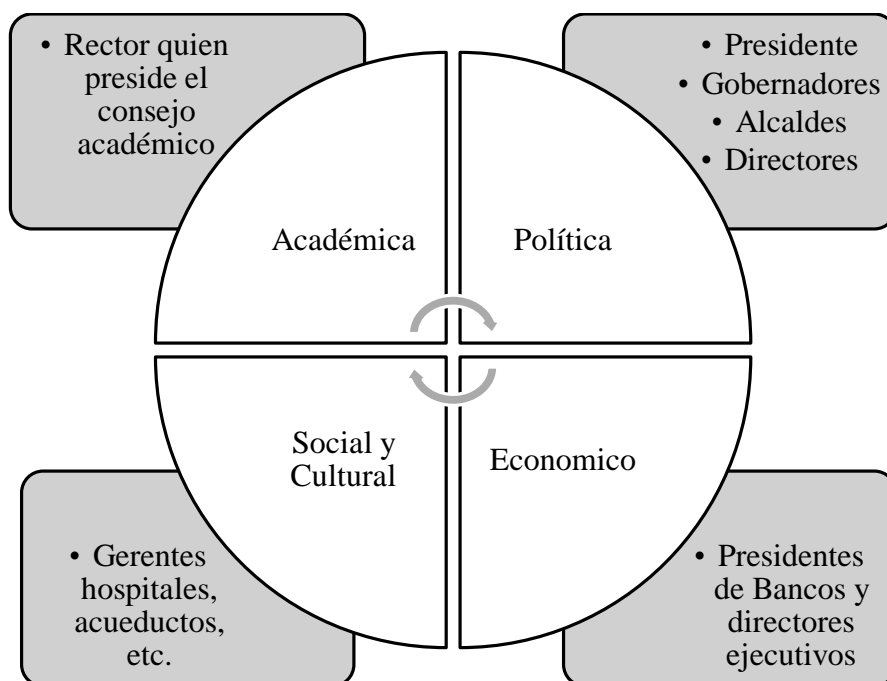 • Rector quien
preside el
consejo
académico
• Presidente
• Gobernadores
• Alcaldes
• Directores
Académica
Política
Social y
Cultural
Economico
• Gerentes
hospitales,
acueductos,
etc.
• Presidentes
de Bancos y
directores
ejecutivos